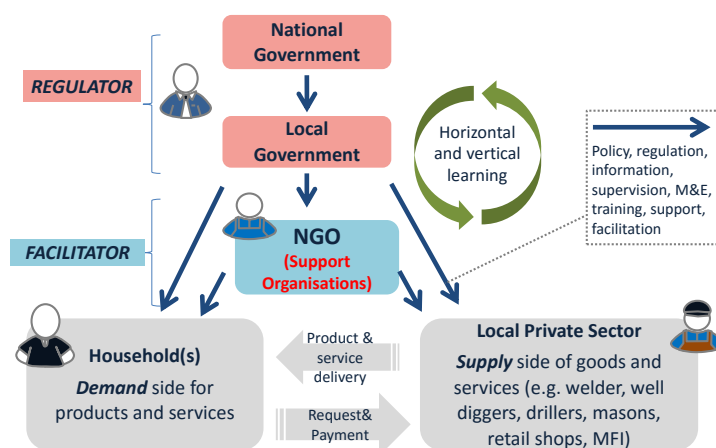 National
Government
REGULATOR
Local
Government
Horizontal
and vertical
learning
Policy, regulation,
information,
supervision, M&E,
training, support,
facilitation
FACILITATOR
NGO
(Support
Organisations)
Household(s)
Demand side for
products and services
Product &
service
delivery
Request&
Payment
Local Private Sector
Supply side of goods and
services (e.g. welder, well
diggers, drillers, masons,
retail shops, MFI)